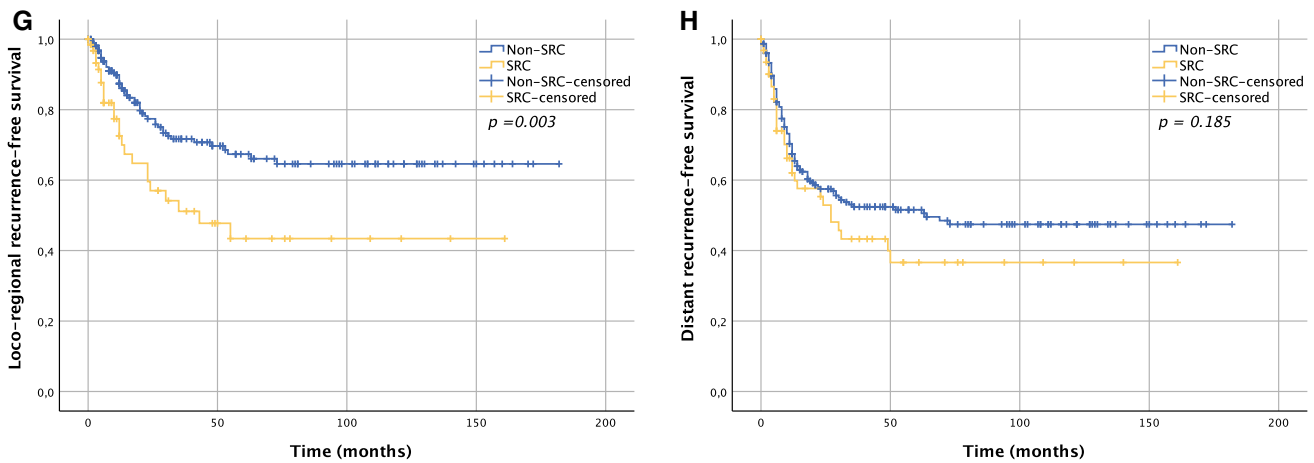 G
Loco-regional recurrence-free survival
1,0
0,8
0,6
0,4
0,2
0,0
Non-SRC
SRC
Non-SRC-censored
SRC-censored
p =0.003
0 50 100 150 200
Time (months)
H
Distant recurrence-free survival
1,0
0,8
0,6
0,4
0,2
0,0
Non-SRC
SRC
Non-SRC-censored
SRC-censored
p = 0.185
0 50 100 150 200
Time (months)